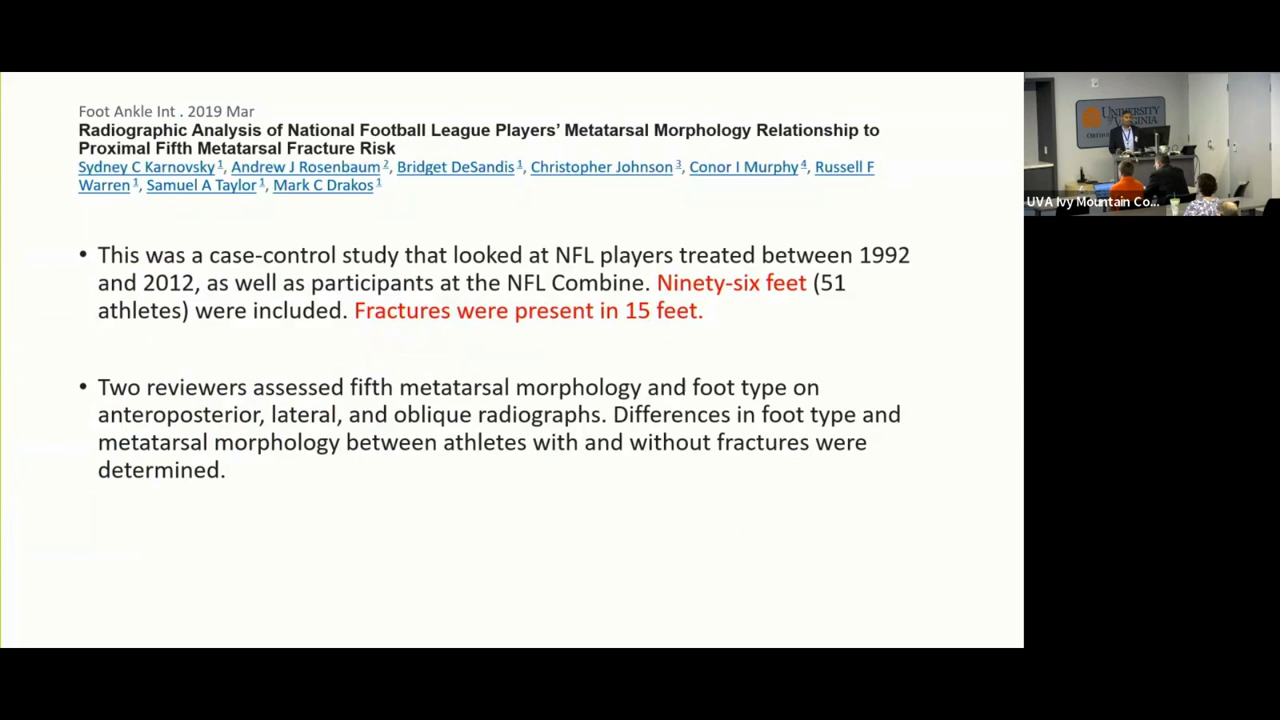 Foot Ankle Int . 2019 Mar
Radiographic Analysis of National Football League Players' Metatarsal Morphology Relationship to
Proximal Fifth Metatarsal Fracture Risk
Sydney C Karnovsky 1, Andrew J Rosenbaum 2, Bridget DeSandis 1, Christopher Johnson 3, Conor I Murphy 4, Russell F
Warren 1, Samuel A Taylor 1, Mark C Drakos 1
• This was a case-control study that looked at NFL players treated between 1992
and 2012, as well as participants at the NFL Combine. Ninety-six feet (51
athletes) were included. Fractures were present in 15 feet.
• Two reviewers assessed fifth metatarsal morphology and foot type on
anteroposterior, lateral, and oblique radiographs. Differences in foot type and
metatarsal morphology between athletes with and without fractures were
determined.
UNIVERSITY
UVA Ivy Mountain Co...